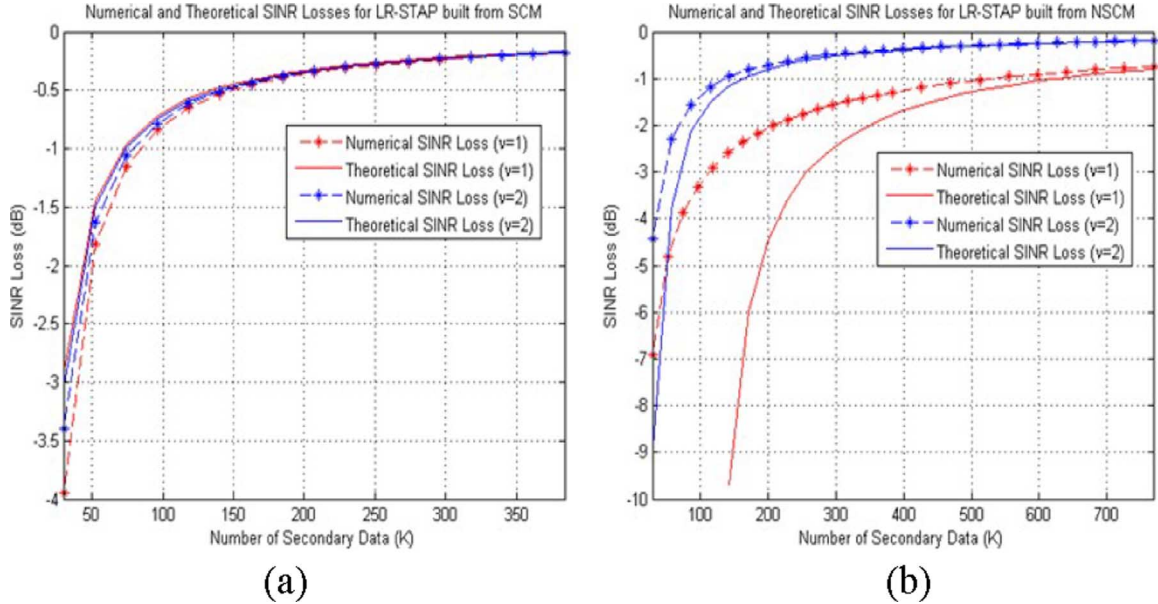 Numerical and Theoretical SINR Losses for LR-STAP built from SCM
0
-0.5
-1
-1.5
-2
-2.5
-3
-3.5
-4
SINR Loss (dB)
Numerical SINR Loss (v=1)
Theoretical SINR Loss (v=1)
Numerical SINR Loss (v=2)
Theoretical SINR Loss (v=2)
50 100 150 200 250 300 350
Number of Secondary Data (K)
(a)
Numerical and Theoretical SINR Losses for LR-STAP built from NSCM
0
-1
-2
-3
-4
-5
-6
-7
-8
-9
-10
SINR Loss (dB)
Numerical SINR Loss (v=1)
Theoretical SINR Loss (v=1)
Numerical SINR Loss (v=2)
Theoretical SINR Loss (v=2)
100 200 300 400 500 600 700
Number of Secondary Data (K)
(b)